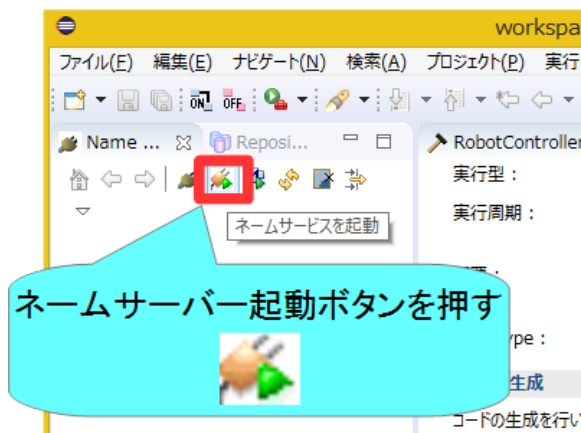 workspa
ファイル(F) 編集(E) ナビゲート(N) 検索(A) プロジェクト(P) 実行
ON OFF
Name ... Reposi... RobotController
実行型：
実行周期：
ネームサービスを起動
ネームサーバー起動ボタンを押す
ype：
生成
コードの生成を行い